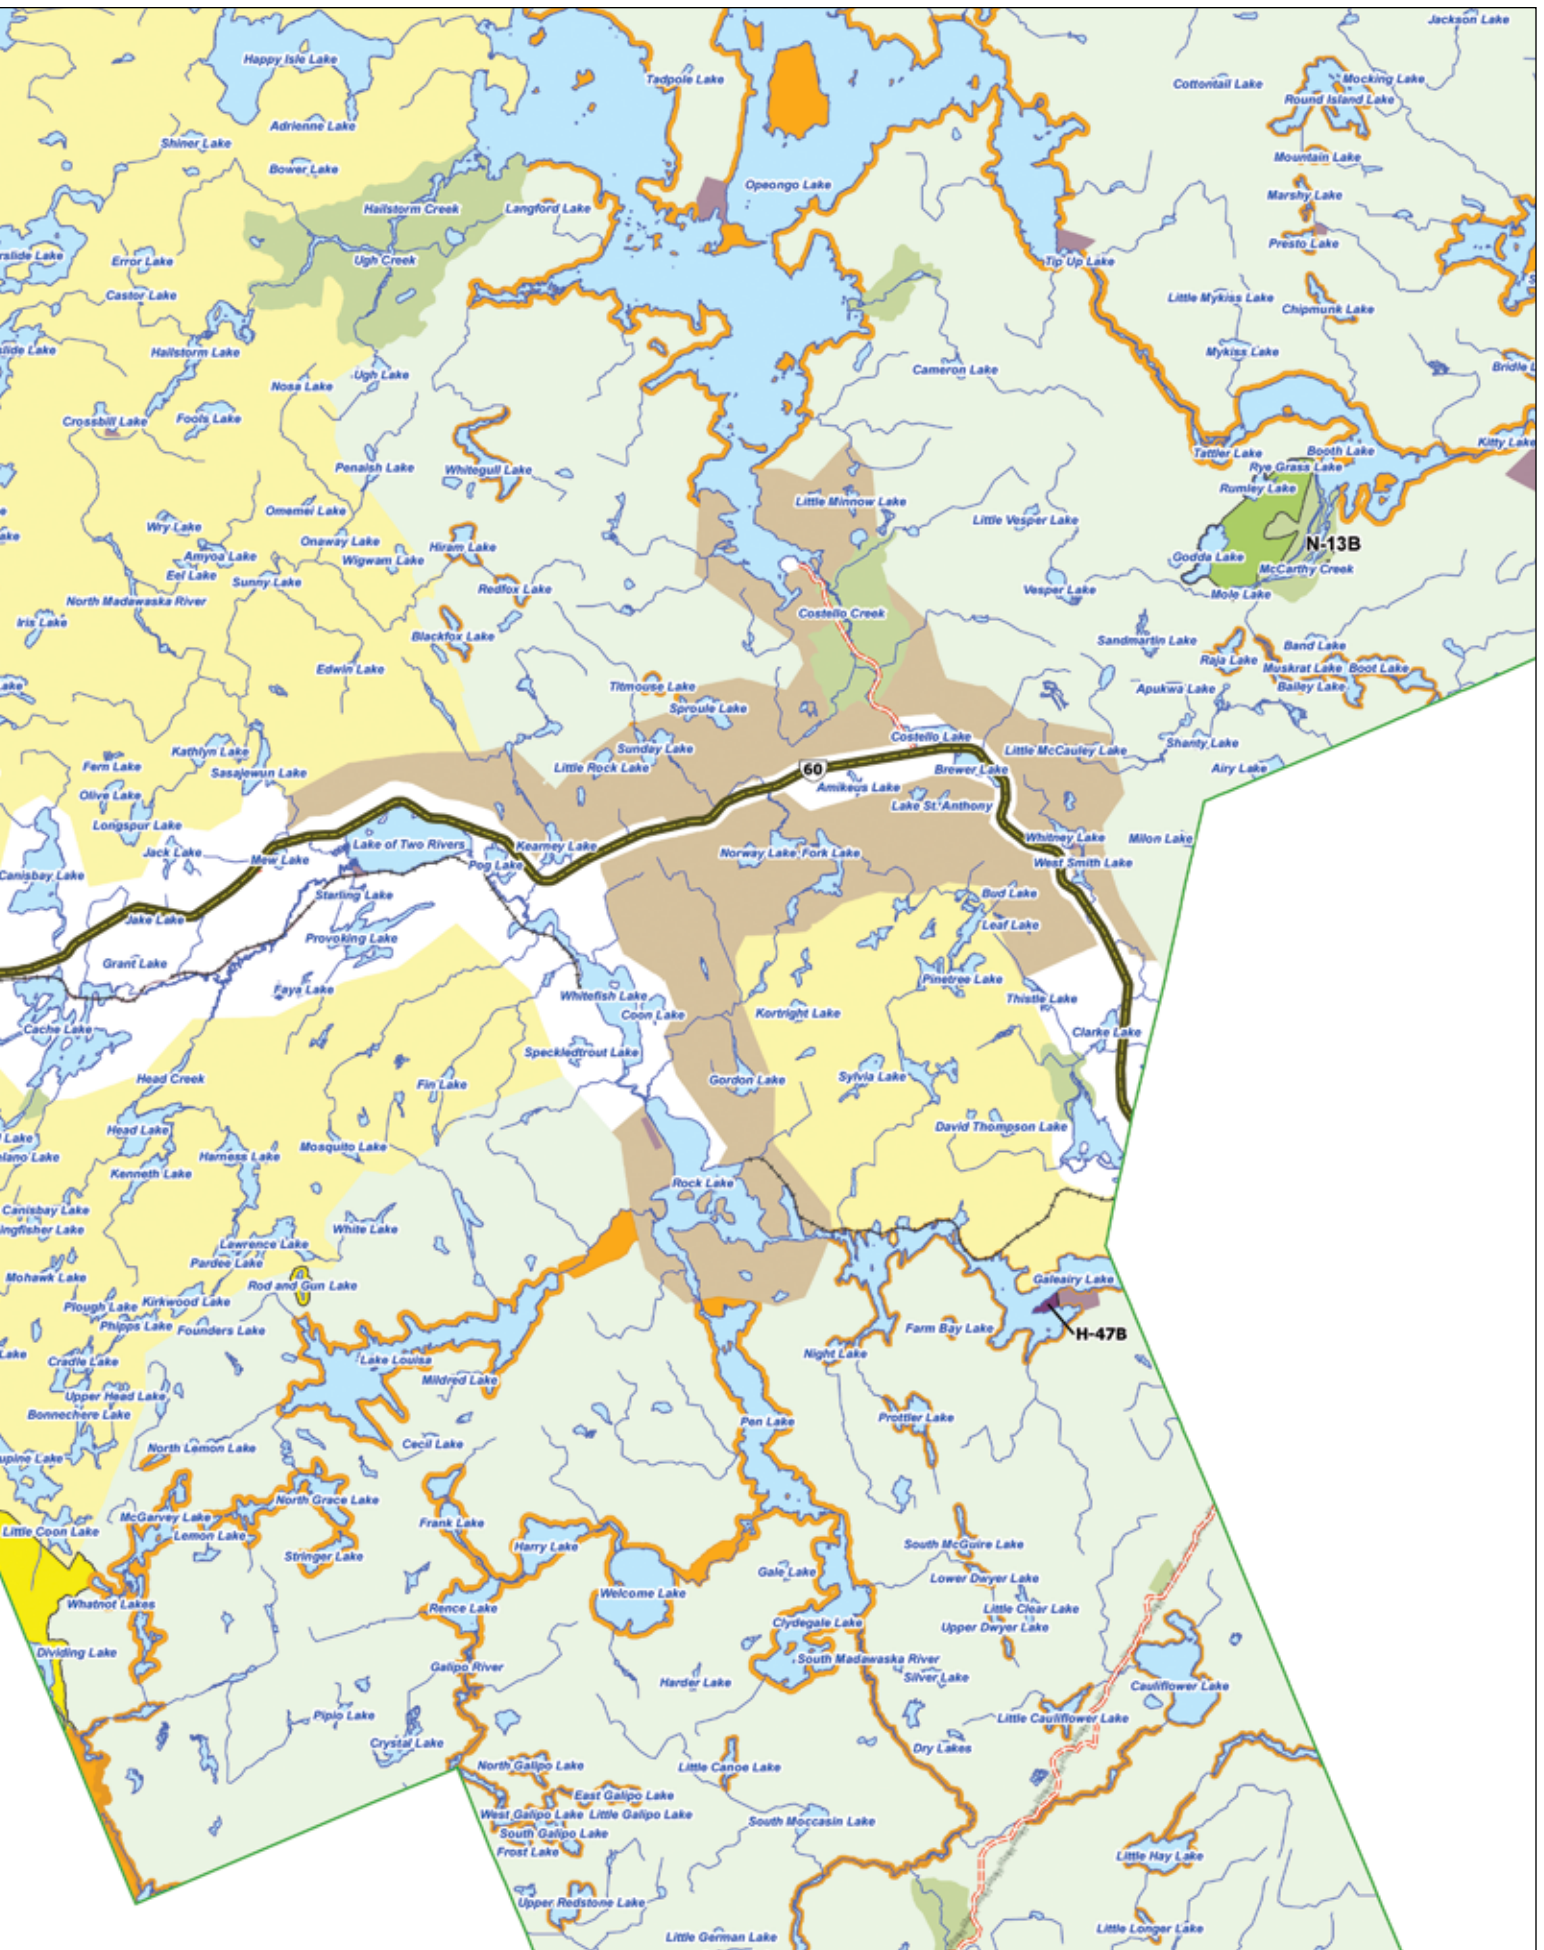 Jackson Lake
Happy Isle Lake
Tadpole Lake
Mocking Lake
Cottontail Lake
Round Island Lake
Adrienne Lake
Shiner Lake
Mountain Lake
Bower Lake
Opeongo Lake
Marshy Lake
Hailstorm Creek
Langford Lake
Presto Lake
rslide Lake
Error Lake
Ugh Creek
Tip Up Lake
Castor Lake
Little Mykiss Lake
Chipmunk Lake
slide Lake
Hailstorm Lake
Mykiss Lake
Bridle L
Ugh Lake
Cameron Lake
Nosa Lake
Crossbill Lake
Fools Lake
Kitty Lake
Tattler Lake
Booth Lake
Penaish Lake
Whitegull Lake
Rye Grass Lake
Rumley Lake
Little Minnow Lake
Omemei Lake
Little Vesper Lake
Wry Lake
ake
Onaway Lake
N-13B
Hiram Lake
Amyoa Lake
Wigwam Lake
Godda Lake
Eel Lake
Sunny Lake
McCarthy Creek
Redfox Lake
Vesper Lake
Mole Lake
North Madawaska River
Costello Creek
Iris Lake
Blackfox Lake
Sandmartin Lake
Band Lake
Raja Lake
Edwin Lake
Muskrat Lake
Boot Lake
ake
Titmouse Lake
Apukwa Lake
Bailey Lake
Sproule Lake
Costello Lake
Shanty Lake
Kathlyn Lake
Sunday Lake
Little McCauley Lake
Fern Lake
Sasajewun Lake
Little Rock Lake
60
Brewer Lake
Airy Lake
Amikeus Lake
Olive Lake
Lake St. Anthony
Longspur Lake
Whitney Lake
Milon Lake
Lake of Two Rivers
Kearney Lake
Jack Lake
Mew Lake
Norway Lake
Fork Lake
West Smith Lake
Pog Lake
Canisbay Lake
Starling Lake
Bud Lake
Jake Lake
Leaf Lake
Provoking Lake
Grant Lake
Pinetree Lake
Faya Lake
Whitefish Lake
Thistle Lake
Coon Lake
Kortright Lake
Cache Lake
Clarke Lake
Speckledtrout Lake
Head Creek
Fin Lake
Gordon Lake
Sylvia Lake
David Thompson Lake
Head Lake
Lake
Mosquito Lake
elano Lake
Harness Lake
Kenneth Lake
Rock Lake
Canisbay Lake
ingfisher Lake
White Lake
Lawrence Lake
Pardee Lake
Mohawk Lake
Rod and Gun Lake
Galeairy Lake
Plough Lake
Kirkwood Lake
Phipps Lake
Founders Lake
Farm Bay Lake
H-47B
Lake
Cradle Lake
Lake Louisa
Night Lake
Mildred Lake
Upper Head Lake
Bonnechere Lake
Pen Lake
Prottler Lake
Cecil Lake
North Lemon Lake
upine Lake
North Grace Lake
McGarvey Lake
Frank Lake
Little Coon Lake
Lemon Lake
Harry Lake
South McGuire Lake
Stringer Lake
Gale Lake
Lower Dwyer Lake
Welcome Lake
Whatnot Lakes
Rence Lake
Little Clear Lake
Clydegale Lake
Upper Dwyer Lake
Dividing Lake
South Madawaska River
Galipo River
Silver Lake
Harder Lake
Cauliflower Lake
Pipio Lake
Little Cauliflower Lake
Crystal Lake
Dry Lakes
North Galipo Lake
Little Canoe Lake
East Galipo Lake
West Galipo Lake
Little Galipo Lake
South Moccasin Lake
South Galipo Lake
Frost Lake
Little Hay Lake
Upper Redstone Lake
Little Longer Lake
Little German Lake